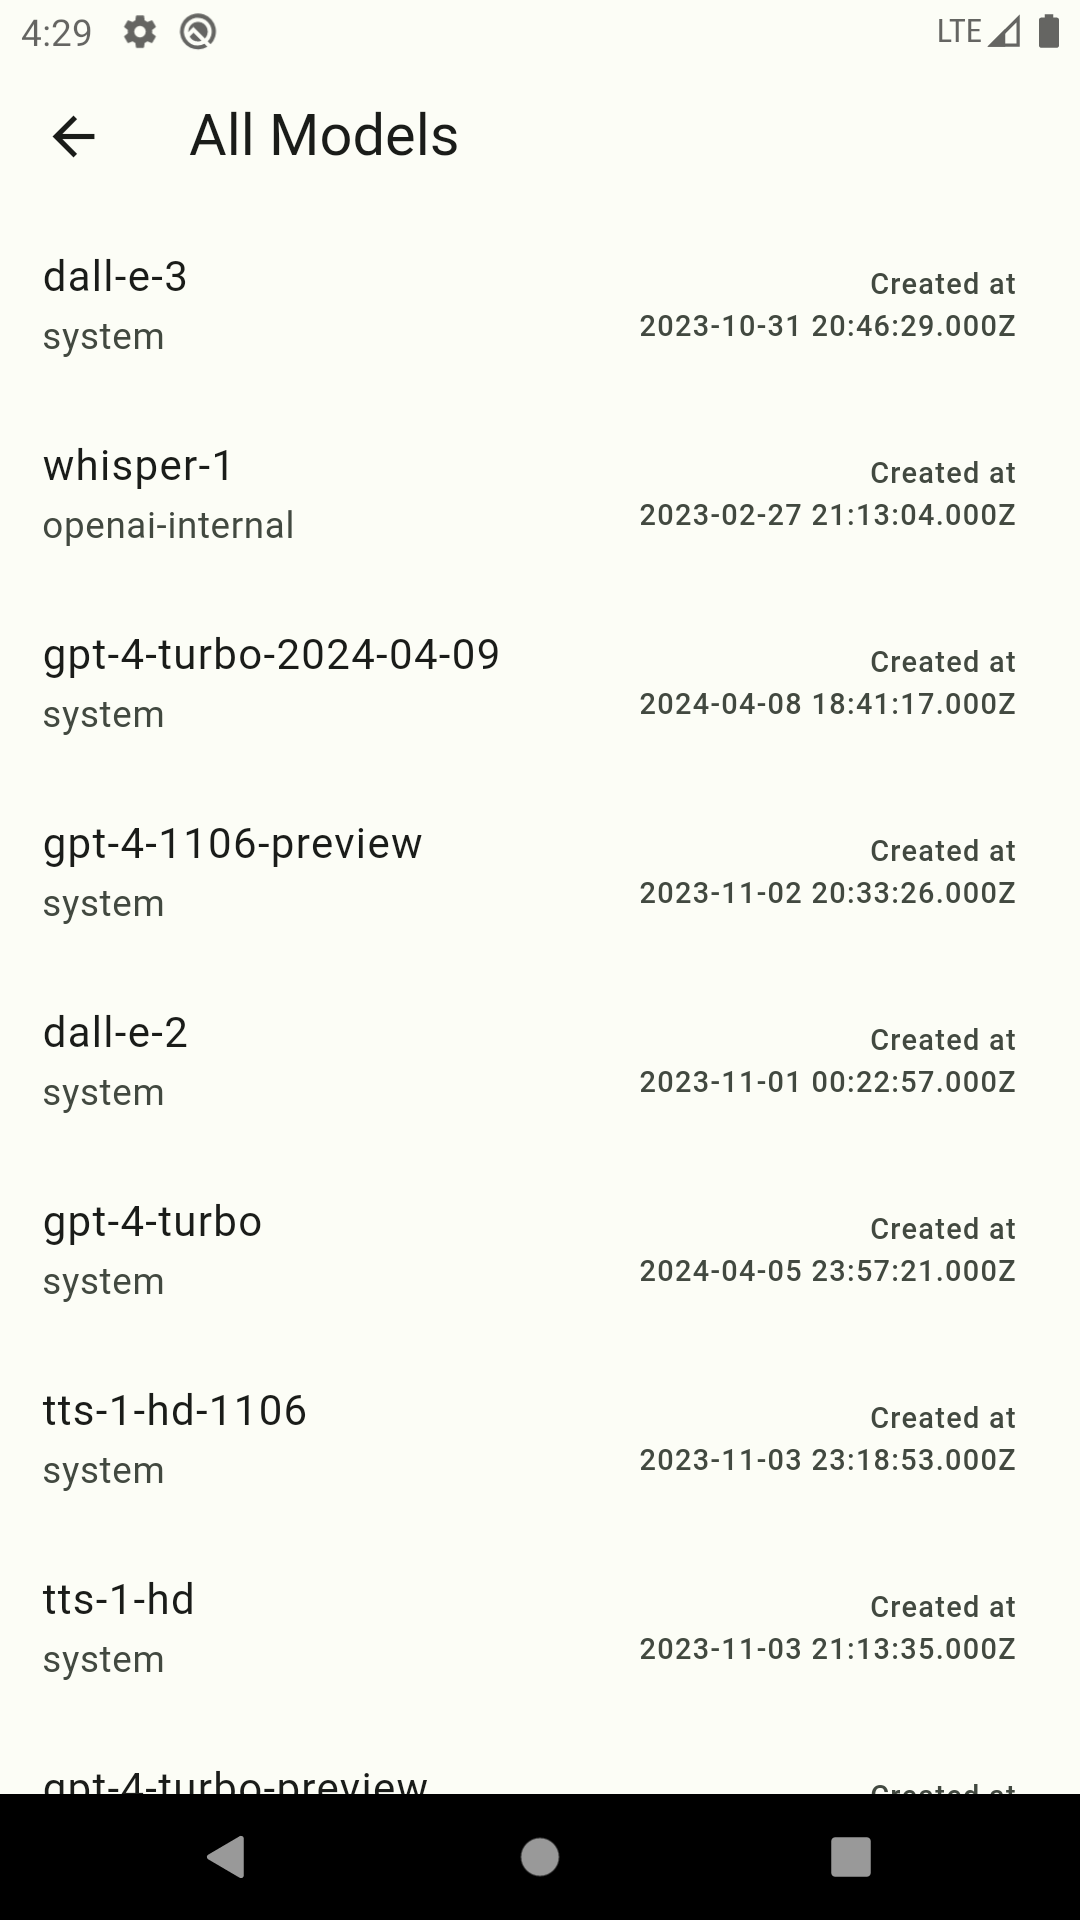 4:29
LTE
All Models
dall-e-3
system
Created at
2023-10-31 20:46:29.000Z
whisper-1
openai-internal
Created at
2023-02-27 21:13:04.000Z
gpt-4-turbo-2024-04-09
system
Created at
2024-04-08 18:41:17.000Z
gpt-4-1106-preview
system
Created at
2023-11-02 20:33:26.000Z
dall-e-2
system
Created at
2023-11-01 00:22:57.000Z
gpt-4-turbo
system
Created at
2024-04-05 23:57:21.000Z
tts-1-hd-1106
system
Created at
2023-11-03 23:18:53.000Z
tts-1-hd
system
Created at
2023-11-03 21:13:35.000Z
gpt-4-turbo-preview
Created at